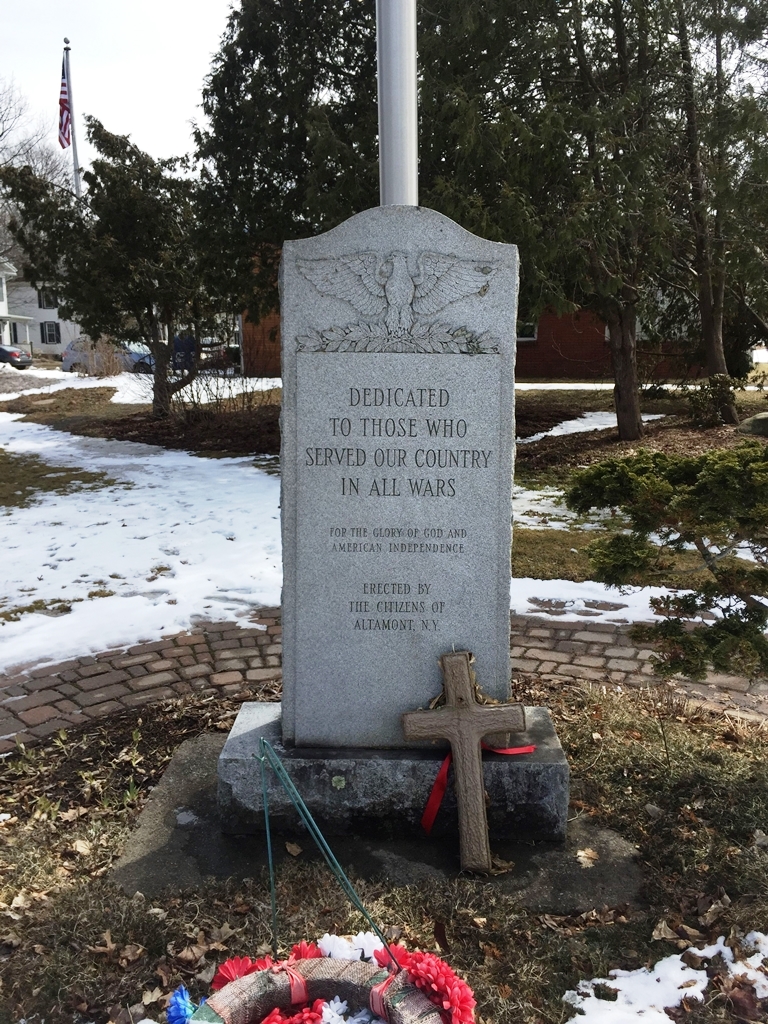 DEDICATED
TO THOSE WHO
SERVED OUR COUNTRY
IN ALL WARS
FOR THE GLORY OF GOD AND
AMERICAN INDEPENDENCE
ERECTED BY
THE CITIZENS OF
ALTAMONT, N.Y.